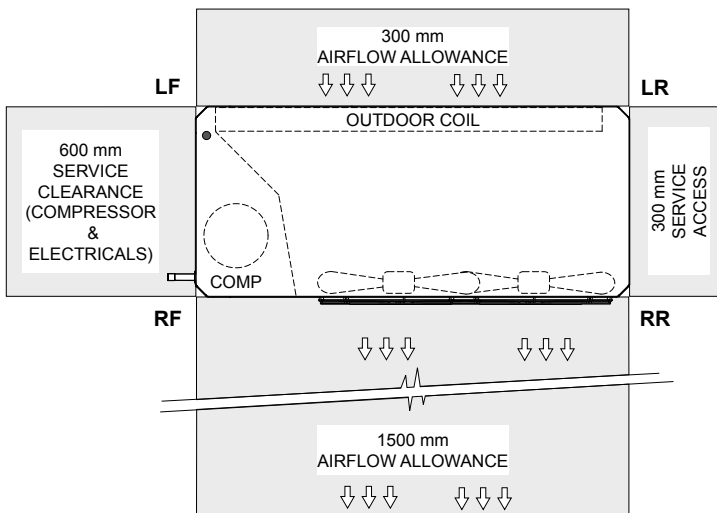 300 mm
AIRFLOW ALLOWANCE
LF
LR
OUTDOOR COIL
600 mm
SERVICE
CLEARANCE
(COMPRESSOR
&
ELECTRICALS)
300 mm
SERVICE
ACCESS
COMP
RF
RR
1500 mm
AIRFLOW ALLOWANCE